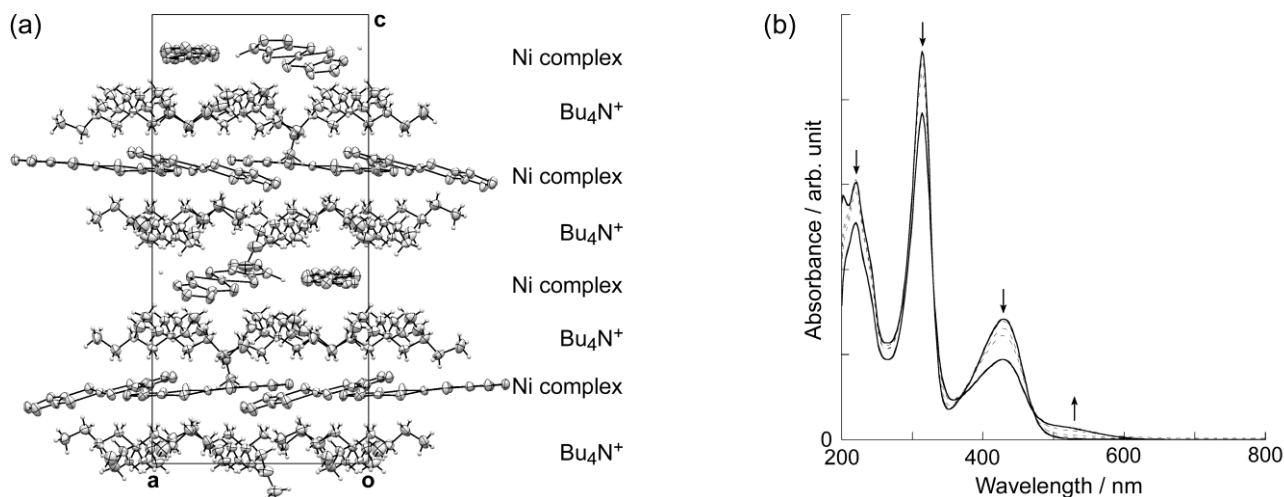 (a)
c
Ni complex
Bu₄N⁺
Ni complex
Bu₄N⁺
Ni complex
Bu₄N⁺
Ni complex
Bu₄N⁺
a
o
(b)
Absorbance / arb. unit
0
200
400
600
800
Wavelength / nm